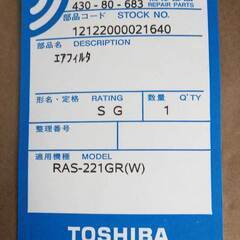 430-80-683 REPAIR PARTS
部品コード STOCK NO.
12122000021640
部品名 DESCRIPTION
エアフィルタ
形名・定格 RATING 数量 Q'TY
S G 1
整理番号
適用機種 MODEL
RAS-221GR(W)
TOSHIBA